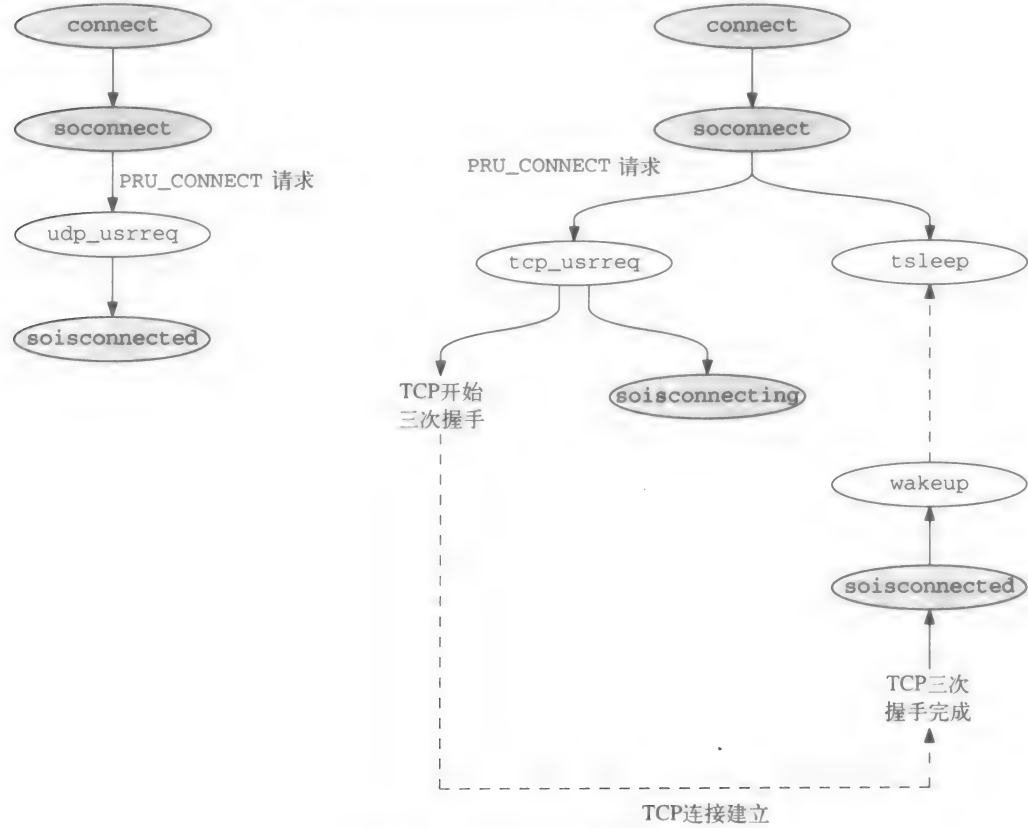 connect
soconnect
PRU_CONNECT 请求
udp_usrreq
soisconnected
connect
soconnect
PRU_CONNECT 请求
tcp_usrreq
tsleep
TCP开始
三次握手
soisconnecting
wakeup
soisconnected
TCP三次
握手完成
TCP连接建立